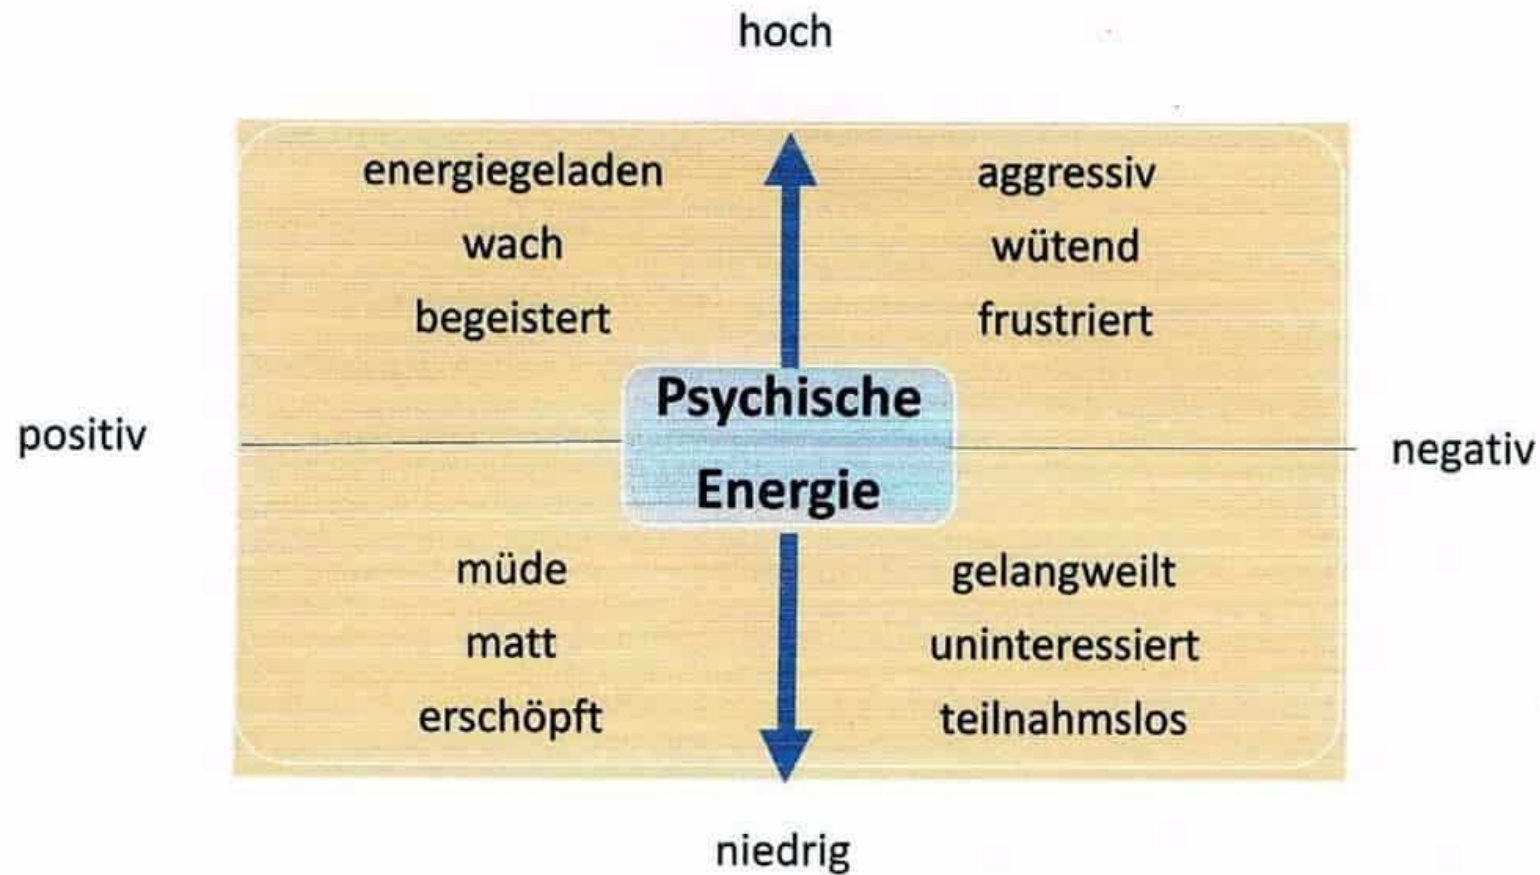 hoch
energiegeladen
wach
begeistert
aggressiv
wütend
frustriert
positiv
Psychische
Energie
negativ
müde
matt
erschöpft
gelangweilt
uninteressiert
teilnahmslos
niedrig